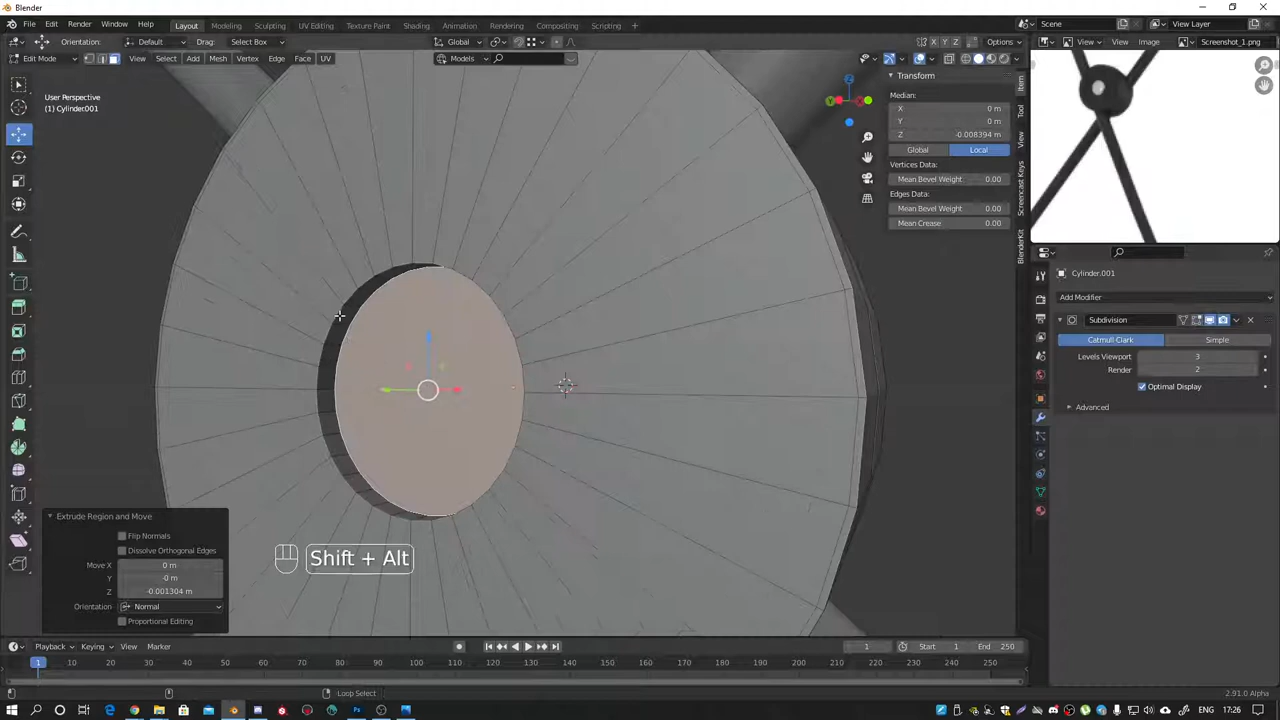 Blender
File Edit Render Window Help Layout Modeling Sculpting UV Editing Texture Paint Shading Animation Rendering Compositing Scripting + Scene View Layer
Orientation: Default Drag: Select Box Global X Y Z Options View Image Screenshot_1.png
Edit Mode View Select Add Mesh Vertex Edge Face UV Models
User Perspective
(1) Cylinder.001
Transform
Median:
X 0 m
Y 0 m
Z -0.008394 m
Global Local
Vertices Data:
Mean Bevel Weight: 0.00
Edges Data:
Mean Bevel Weight 0.00
Mean Crease: 0.00
Item
Tool
View
Screencast Keys
BlenderKit
Cylinder.001
Add Modifier
Subdivision
Catmull Clark Simple
Levels Viewport 3
Render 2
Optimal Display
Advanced
Extrude Region and Move
Flip Normals
Dissolve Orthogonal Edges
Move X 0 m
Y -0 m
Z -0.001304 m
Orientation Normal
Proportional Editing
Shift + Alt
Playback Keying View Marker 1 Start 1 End 250
1 10 20 30 40 50 60 70 80 90 100 110 120 130 140 150 160 170 180 190 200 210 220 230 240 250
Loop Select 2.91.0 Alpha
ENG 17:26